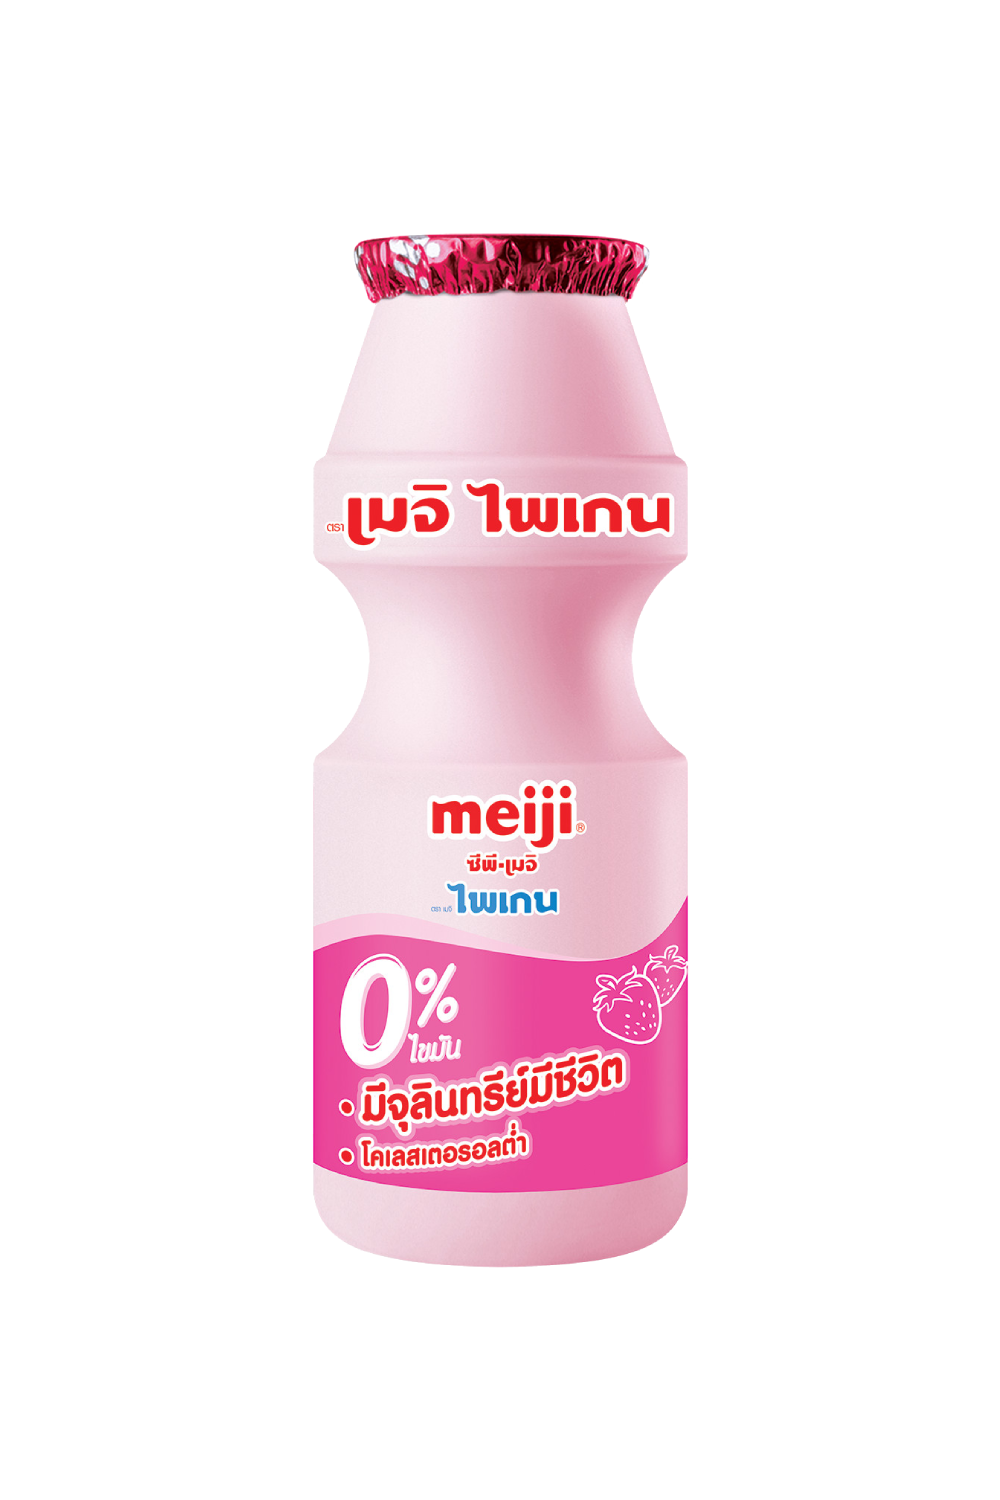 ตรา เมจิ ไพเกน
meiji®
ซีพี-เมจิ
ตรา เมจิ ไพเกน
0%
ไขมัน
• มีจุลินทรีย์มีชีวิต
• โคเลสเตอรอลต่ำ